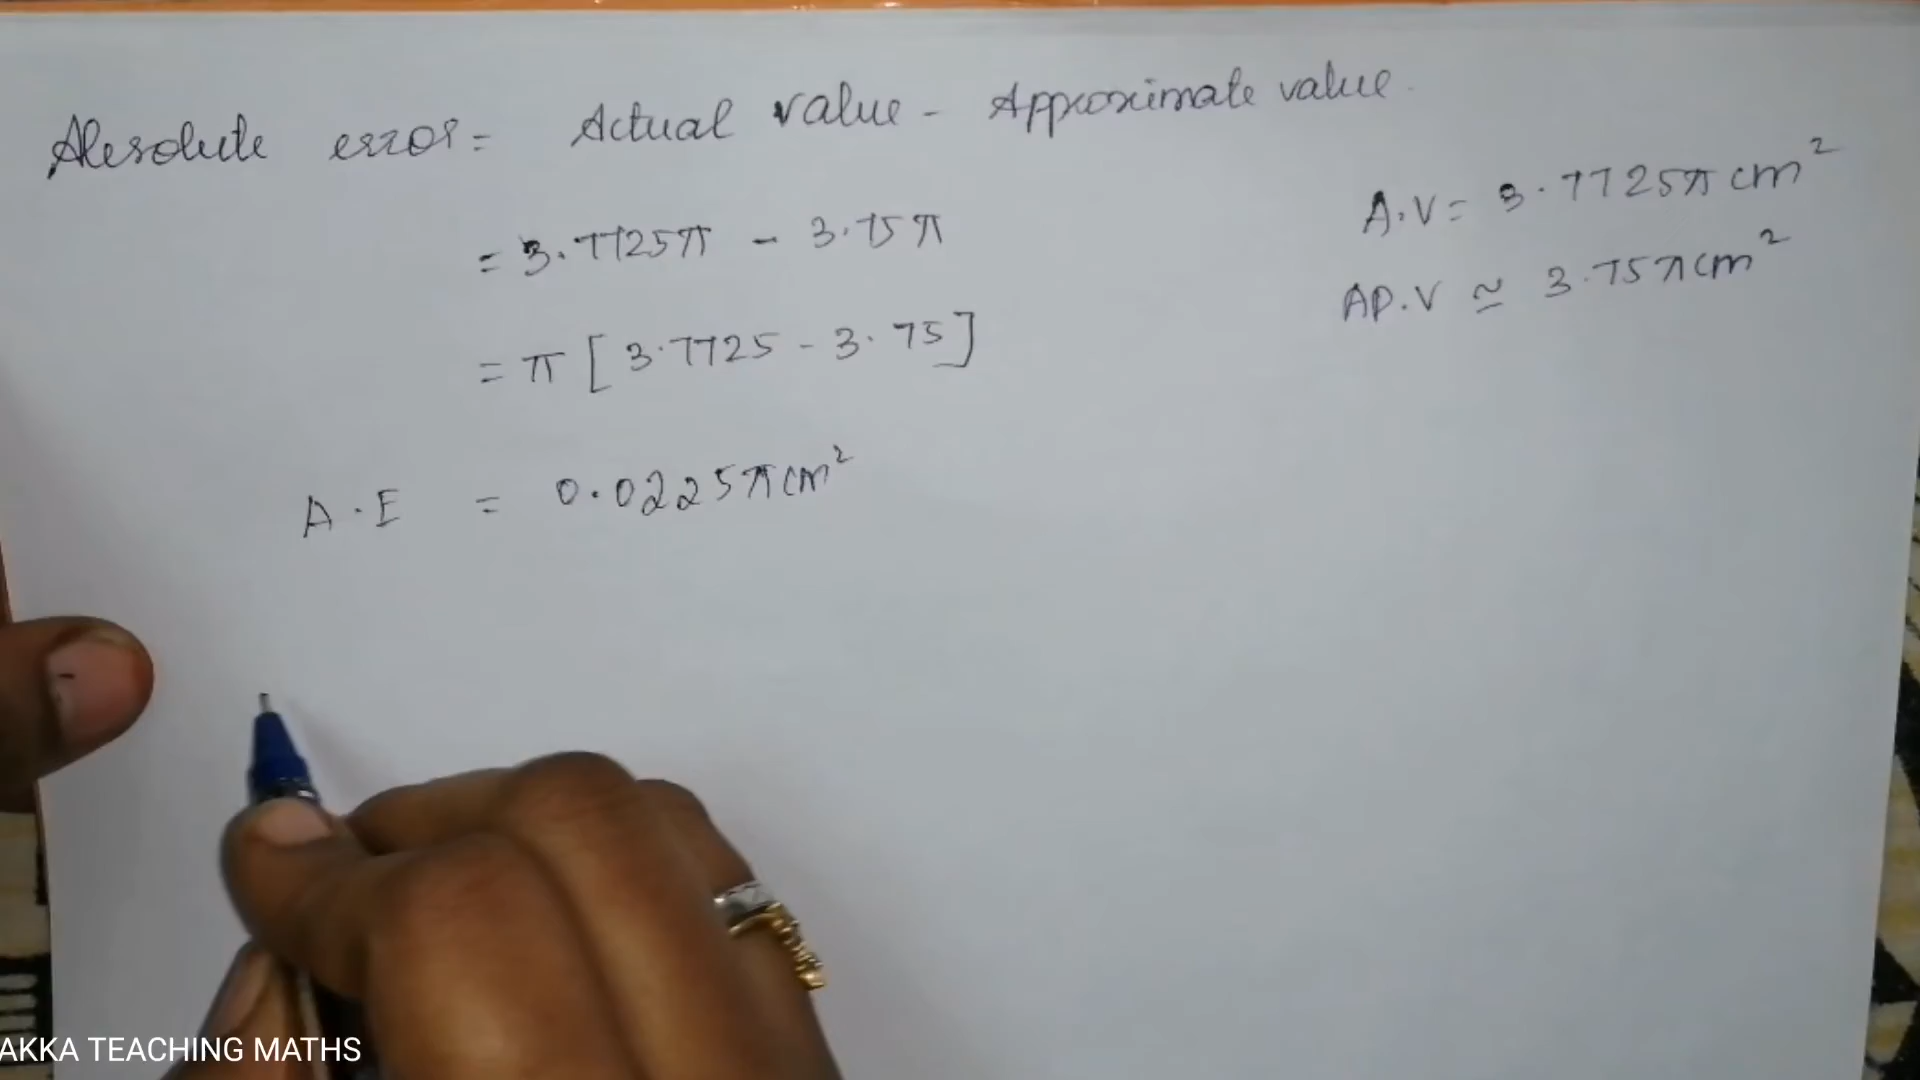 Absolute error = Actual value - Approximate value.
= 3.7725π - 3.75π
= π [3.7725 - 3.75]
A.E = 0.0225π cm²
A.V = 3.7725π cm²
AP.V ≃ 3.75π cm²
AKKA TEACHING MATHS